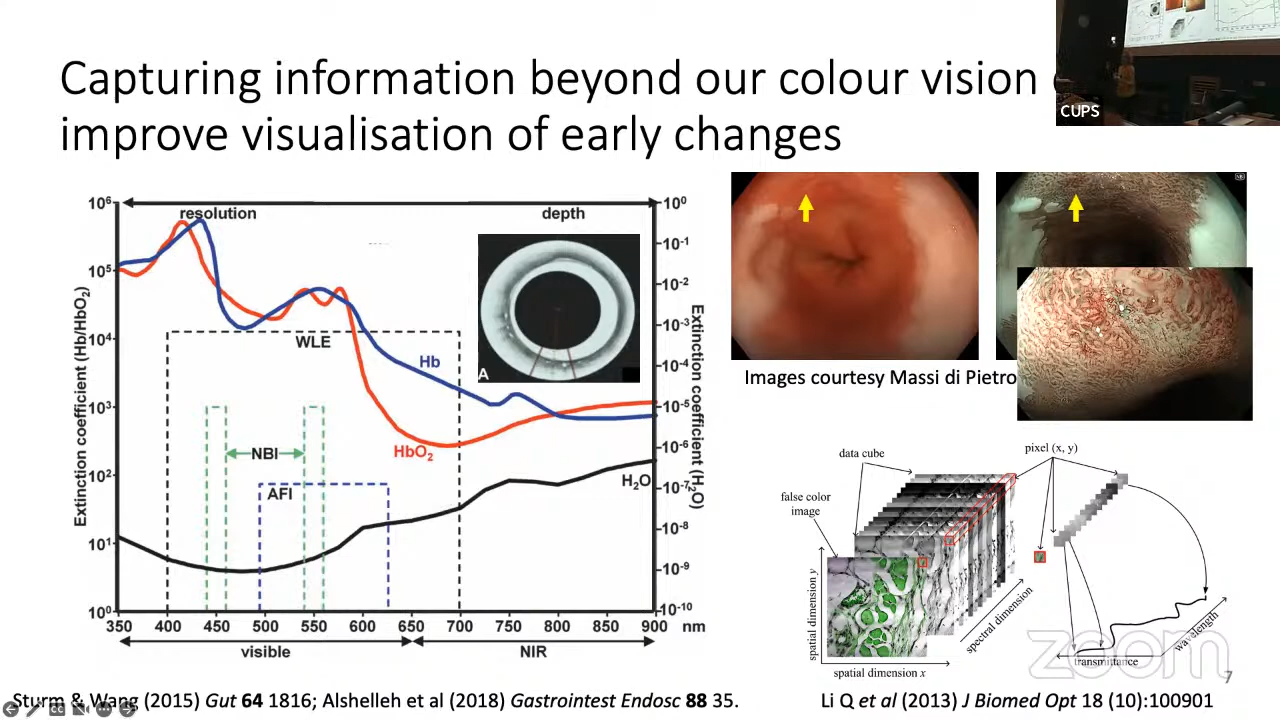 Capturing information beyond our colour vision
improve visualisation of early changes
CUPS
resolution
depth
10⁶
10⁵
10⁴
10³
10²
10¹
10⁰
Extinction coefficient (Hb/HbO₂)
10⁰
10⁻¹
10⁻²
10⁻³
10⁻⁴
10⁻⁵
10⁻⁶
10⁻⁷
10⁻⁸
10⁻⁹
10⁻¹⁰
Extinction coefficient (H₂O)
WLE
Hb
HbO₂
NBI
AFI
H₂O
A
350 400 450 500 550 600 650 700 750 800 850 900 nm
visible
NIR
Images courtesy Massi di Pietro
data cube
pixel (x, y)
false color
image
spatial dimension y
spatial dimension x
spectral dimension
transmittance
wavelength
zoom
7
Sturm & Wang (2015) Gut 64 1816; Alshelleh et al (2018) Gastrointest Endosc 88 35.
Li Q et al (2013) J Biomed Opt 18 (10):100901